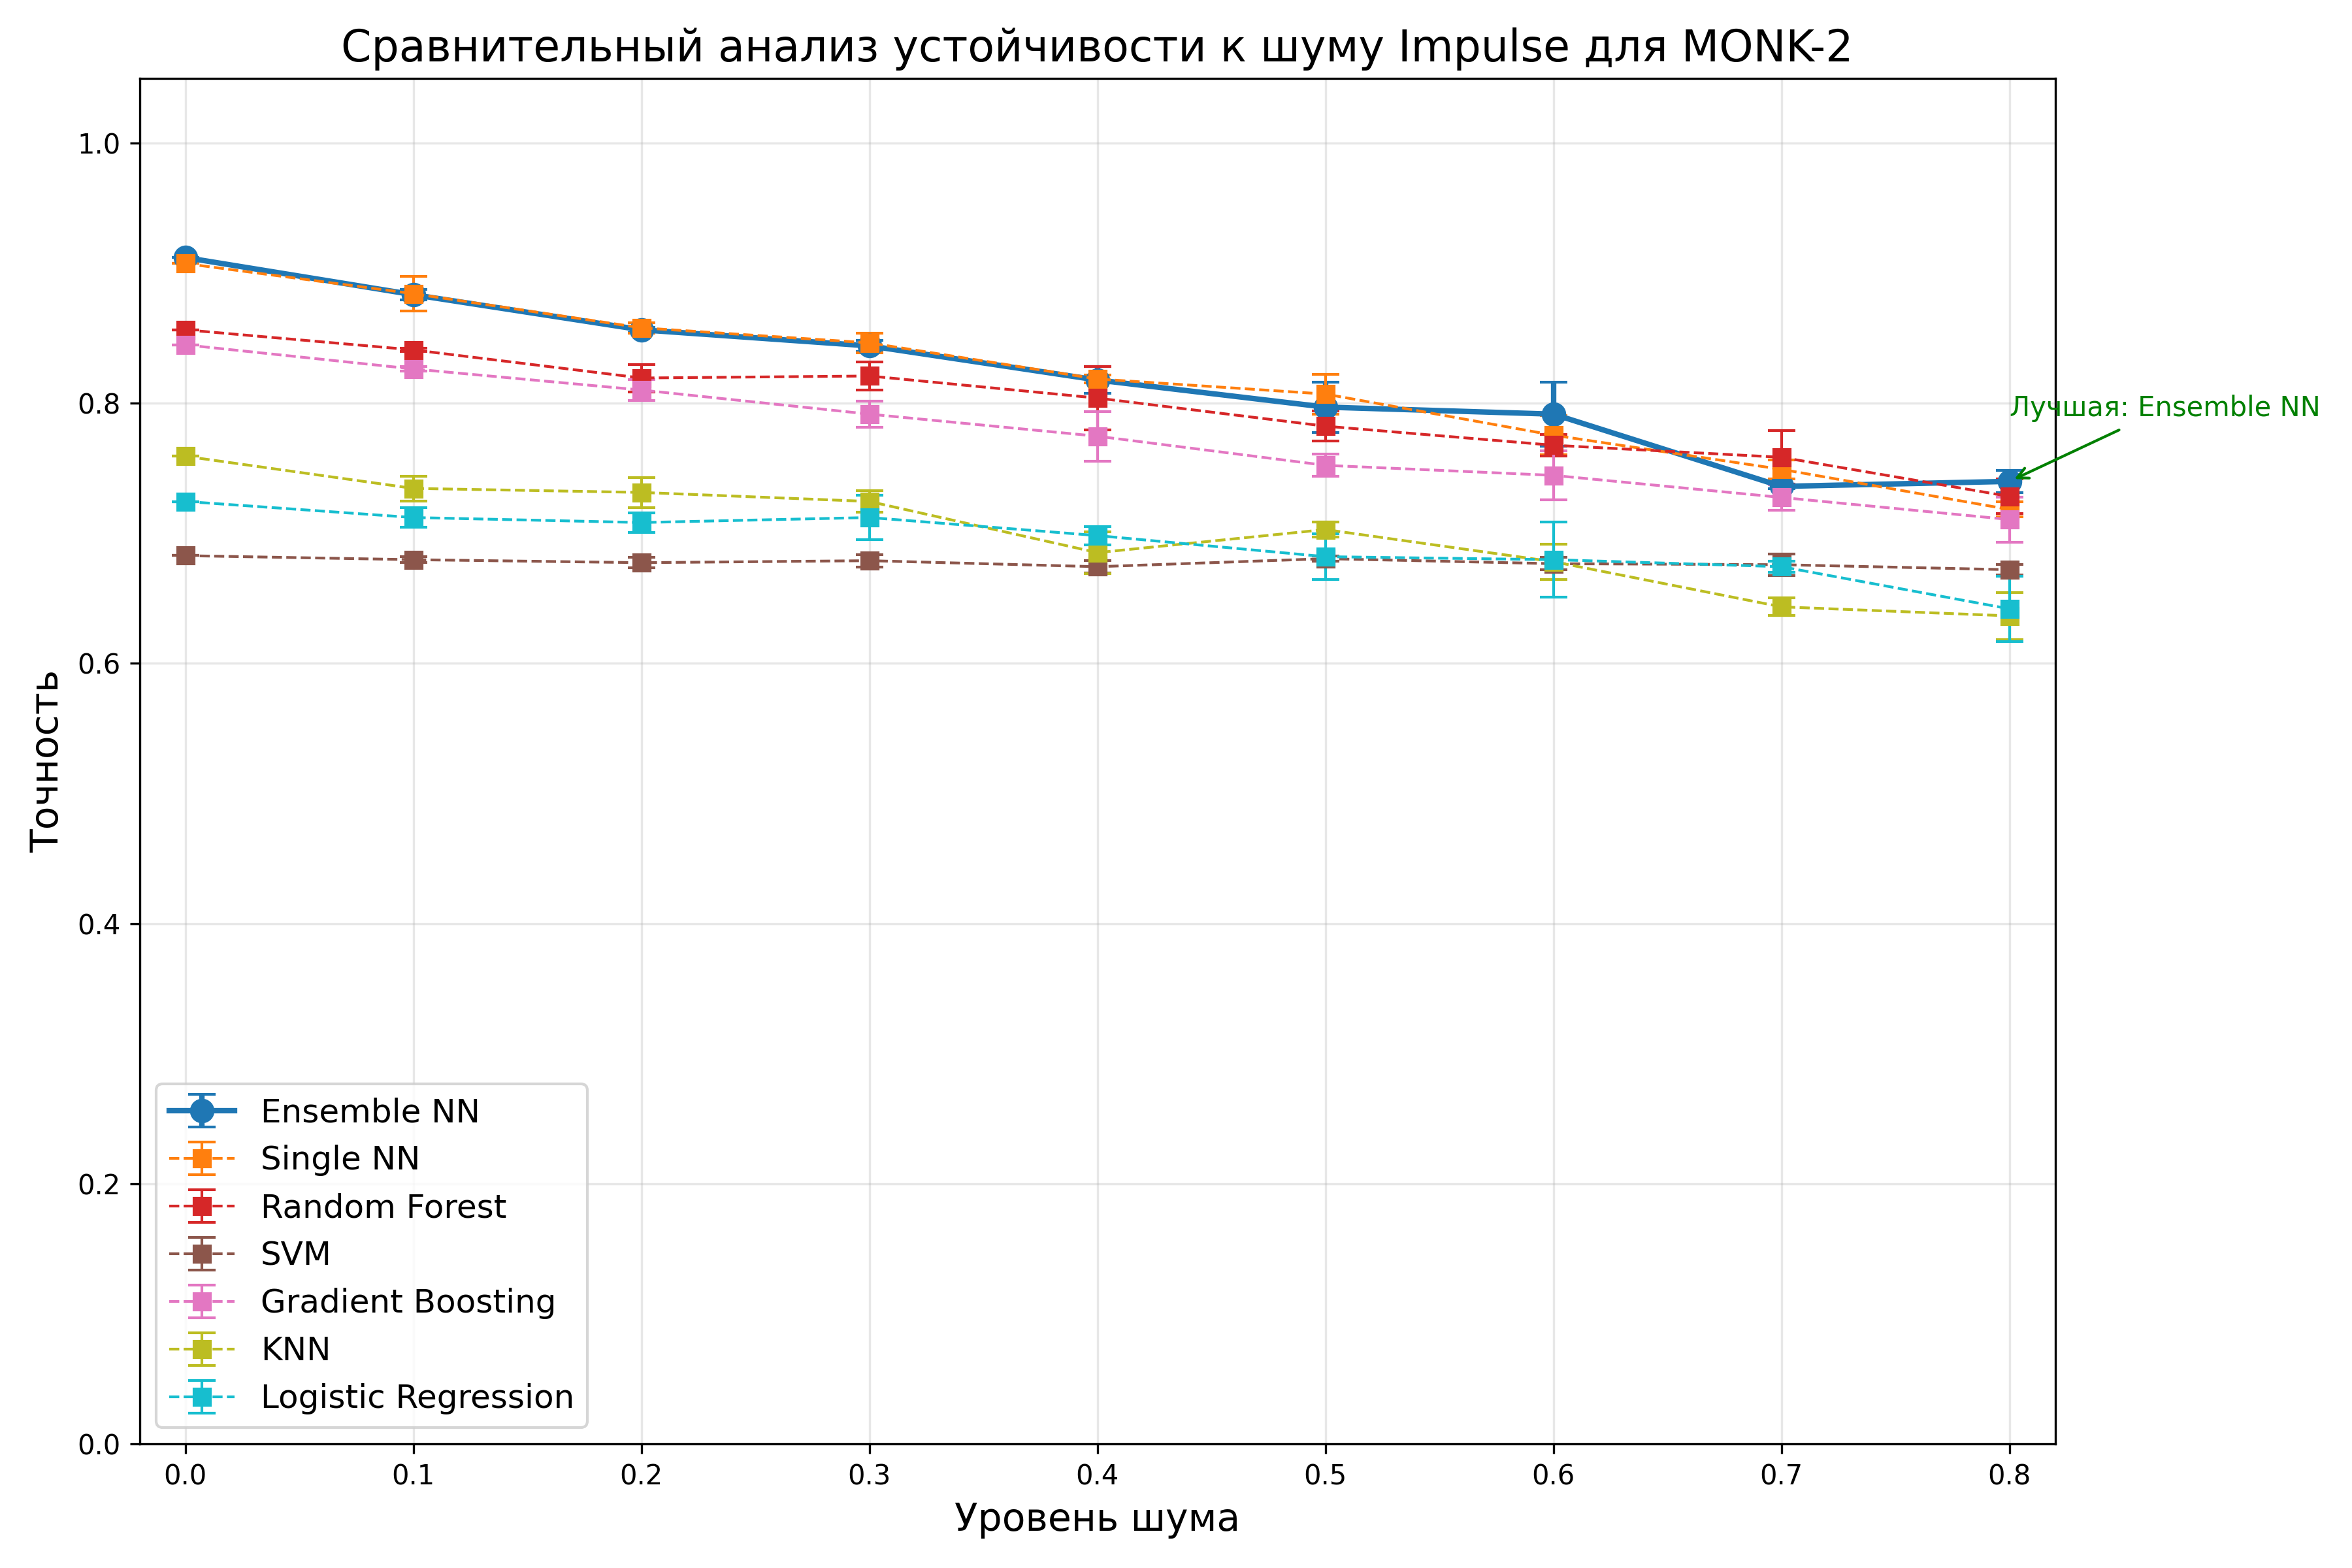 Сравнительный анализ устойчивости к шуму Impulse для MONK-2
Точность
1.0
0.8
0.6
0.4
0.2
0.0
Лучшая: Ensemble NN
Ensemble NN
Single NN
Random Forest
SVM
Gradient Boosting
KNN
Logistic Regression
0.0 0.1 0.2 0.3 0.4 0.5 0.6 0.7 0.8
Уровень шума